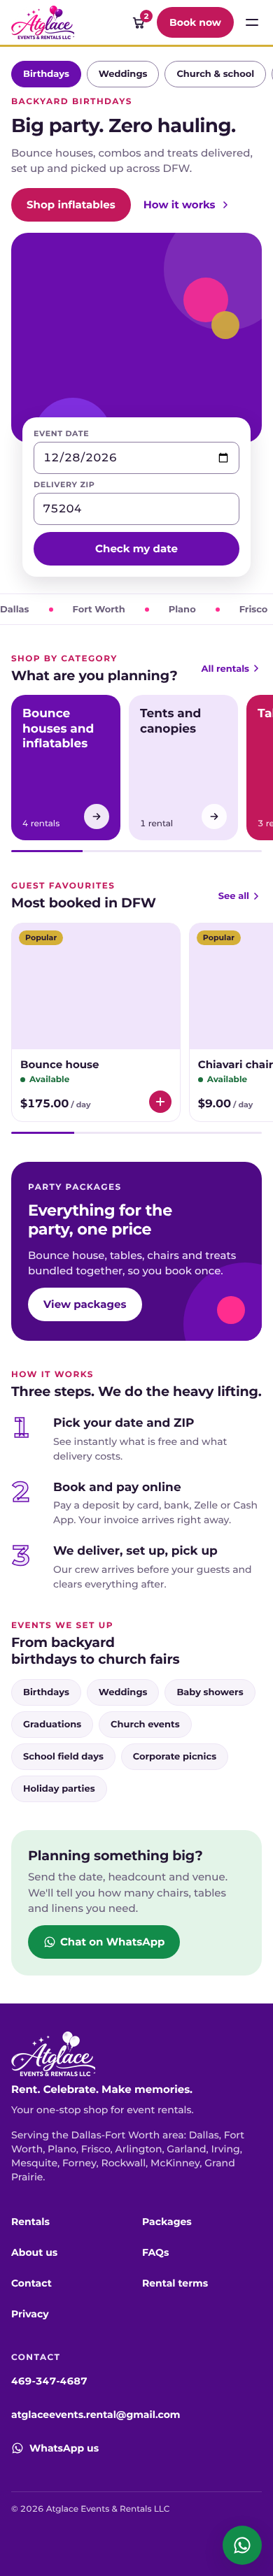 Atglace
EVENTS & RENTALS LLC
2
Book now
Birthdays
Weddings
Church & school
BACKYARD BIRTHDAYS
Big party. Zero hauling.
Bounce houses, combos and treats delivered,
set up and picked up across DFW.
Shop inflatables
How it works
EVENT DATE
12/28/2026
DELIVERY ZIP
75204
Check my date
Dallas
Fort Worth
Plano
Frisco
SHOP BY CATEGORY
What are you planning?
All rentals
Bounce
houses and
inflatables
4 rentals
Tents and
canopies
1 rental
Ta
3 re
GUEST FAVOURITES
Most booked in DFW
See all
Popular
Bounce house
Available
$175.00 / day
Popular
Chiavari chair
Available
$9.00 / day
PARTY PACKAGES
Everything for the
party, one price
Bounce house, tables, chairs and treats
bundled together, so you book once.
View packages
HOW IT WORKS
Three steps. We do the heavy lifting.
1
Pick your date and ZIP
See instantly what is free and what
delivery costs.
2
Book and pay online
Pay a deposit by card, bank, Zelle or Cash
App. Your invoice arrives right away.
3
We deliver, set up, pick up
Our crew arrives before your guests and
clears everything after.
EVENTS WE SET UP
From backyard
birthdays to church fairs
Birthdays
Weddings
Baby showers
Graduations
Church events
School field days
Corporate picnics
Holiday parties
Planning something big?
Send the date, headcount and venue.
We'll tell you how many chairs, tables
and linens you need.
Chat on WhatsApp
Atglace
EVENTS & RENTALS LLC
Rent. Celebrate. Make memories.
Your one-stop shop for event rentals.
Serving the Dallas-Fort Worth area: Dallas, Fort
Worth, Plano, Frisco, Arlington, Garland, Irving,
Mesquite, Forney, Rockwall, McKinney, Grand
Prairie.
Rentals
Packages
About us
FAQs
Contact
Rental terms
Privacy
CONTACT
469-347-4687
atglaceevents.rental@gmail.com
WhatsApp us
© 2026 Atglace Events & Rentals LLC